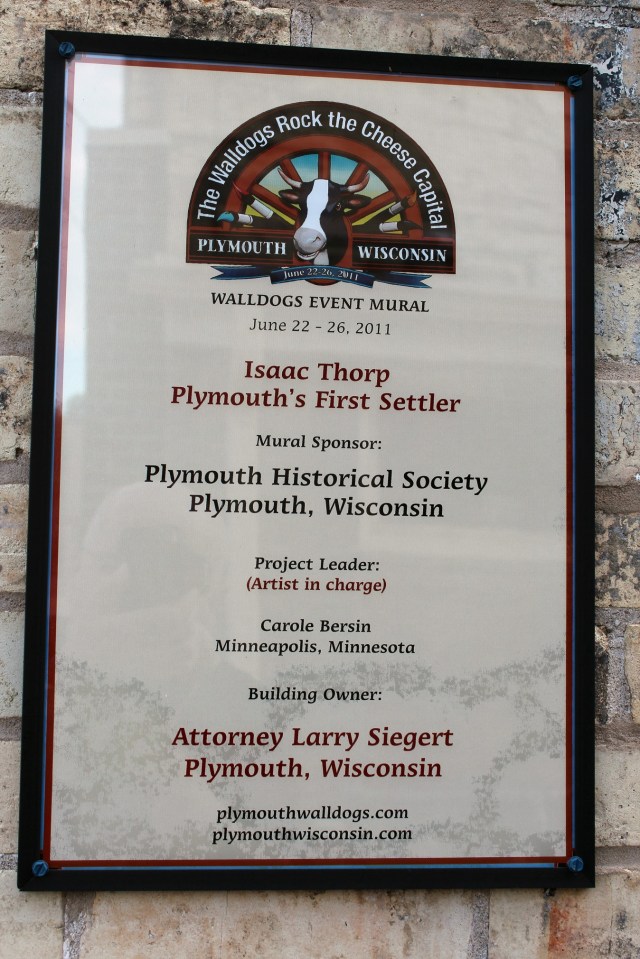 The Walldogs Rock the Cheese Capital
PLYMOUTH WISCONSIN
June 22-26, 2011
WALLDOGS EVENT MURAL
June 22 - 26, 2011
Isaac Thorp
Plymouth's First Settler
Mural Sponsor:
Plymouth Historical Society
Plymouth, Wisconsin
Project Leader:
(Artist in charge)
Carole Bersin
Minneapolis, Minnesota
Building Owner:
Attorney Larry Siegert
Plymouth, Wisconsin
plymouthwalldogs.com
plymouthwisconsin.com